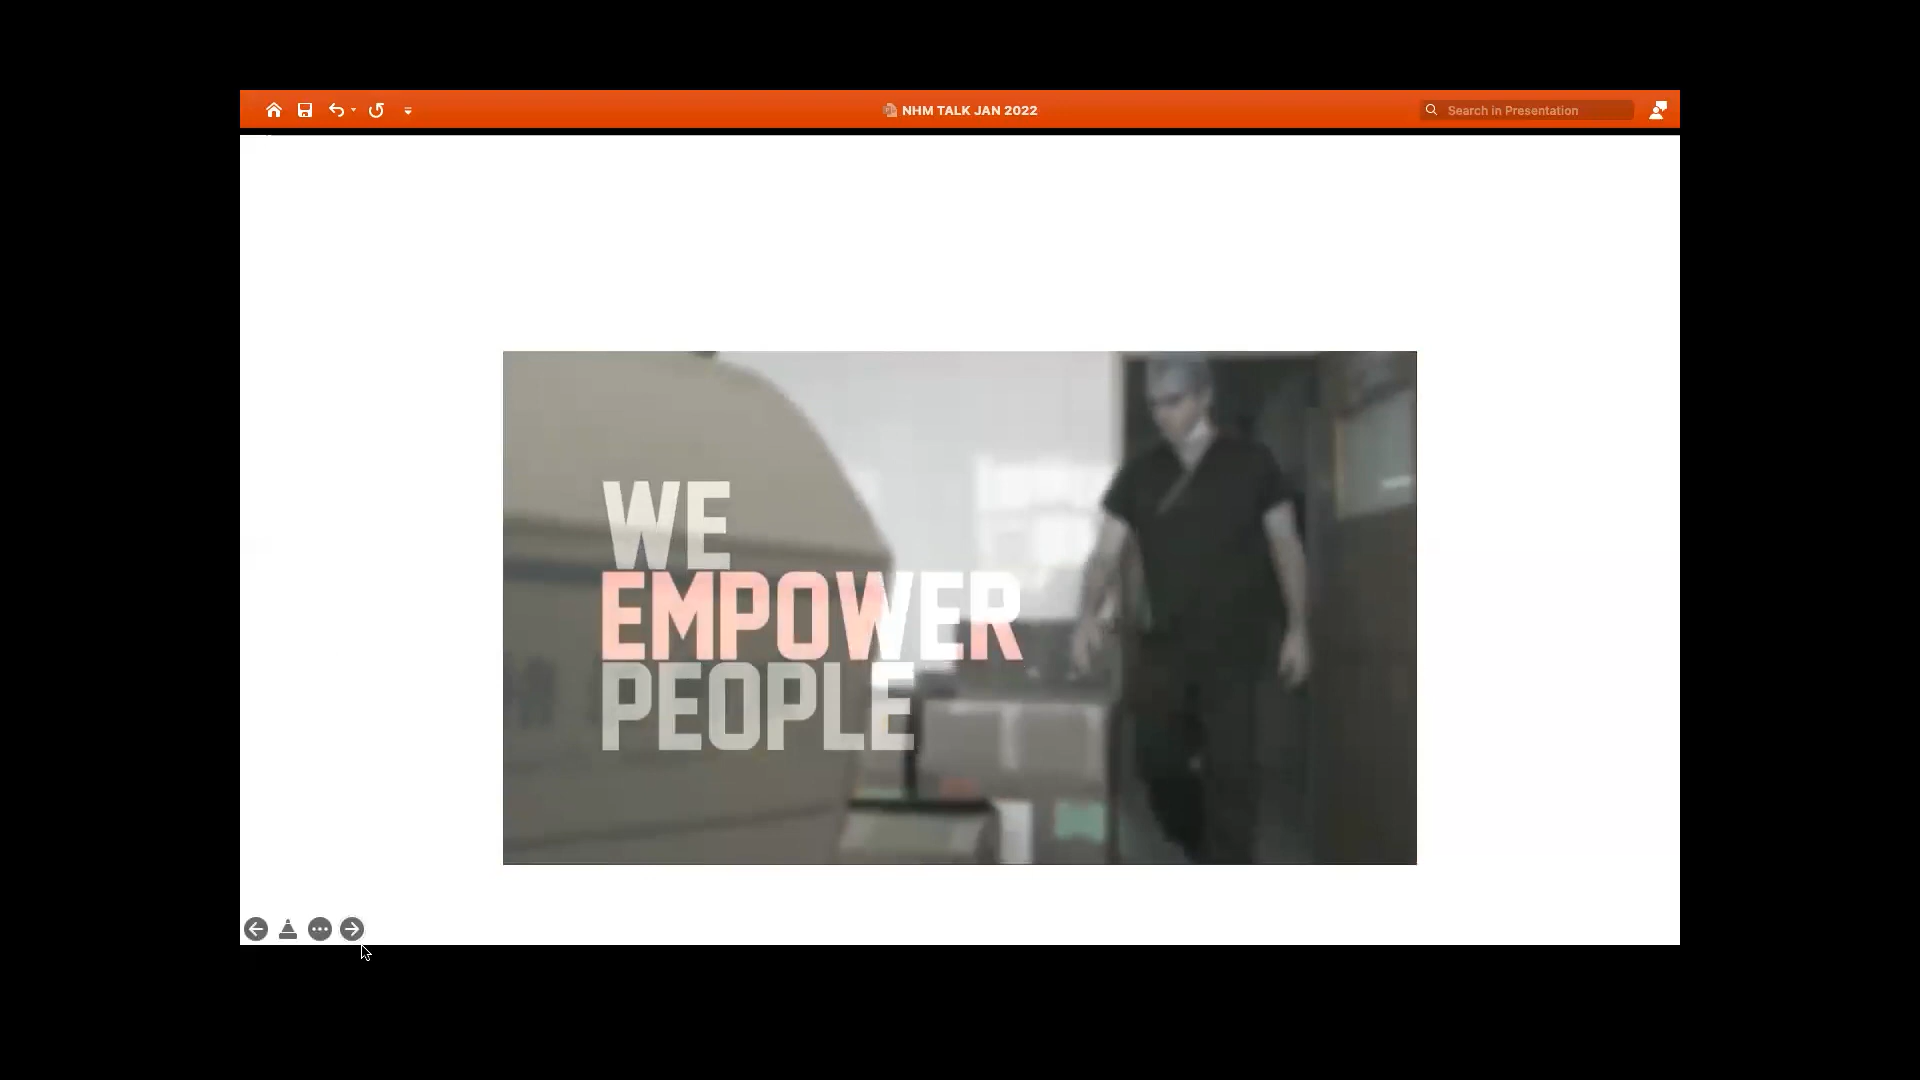 NHM TALK JAN 2022
Search in Presentation
WE
EMPOWER
PEOPLE